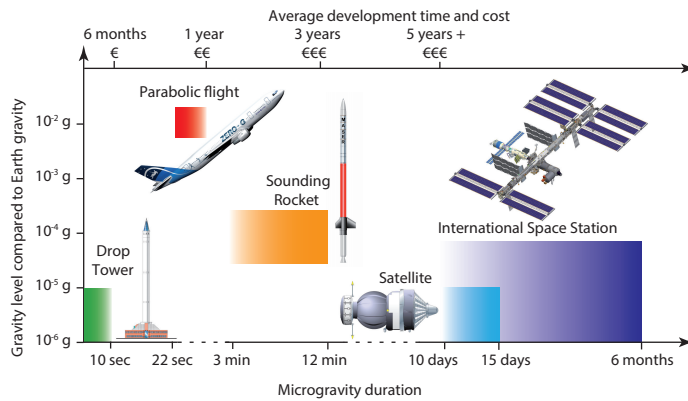 Average development time and cost
6 months 1 year 3 years 5 years +
€ €€ €€€ €€€
Parabolic flight
ZERO-G
10⁻² g
MASER
10⁻³ g
Sounding
Rocket
10⁻⁴ g
International Space Station
Drop
Tower
Satellite
10⁻⁵ g
10⁻⁶ g
Gravity level compared to Earth gravity
10 sec 22 sec 3 min 12 min 10 days 15 days 6 months
Microgravity duration